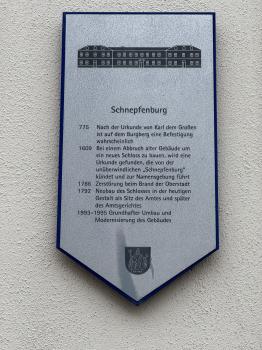 Schnepfenburg
775 Nach der Urkunde von Karl dem Großen
ist auf dem Burgberg eine Befestigung
wahrscheinlich
1609 Bei einem Abbruch alter Gebäude um
ein neues Schloss zu bauen, wird eine
Urkunde gefunden, die von der
unüberwindlichen „Schnepfenburg"
kündet und zur Namensgebung führt
1786 Zerstörung beim Brand der Oberstadt
1792 Neubau des Schlosses in der heutigen
Gestalt als Sitz des Amtes und später
des Amtsgerichtes
1993-1995 Grundhafter Umbau und
Modernisierung des Gebäudes